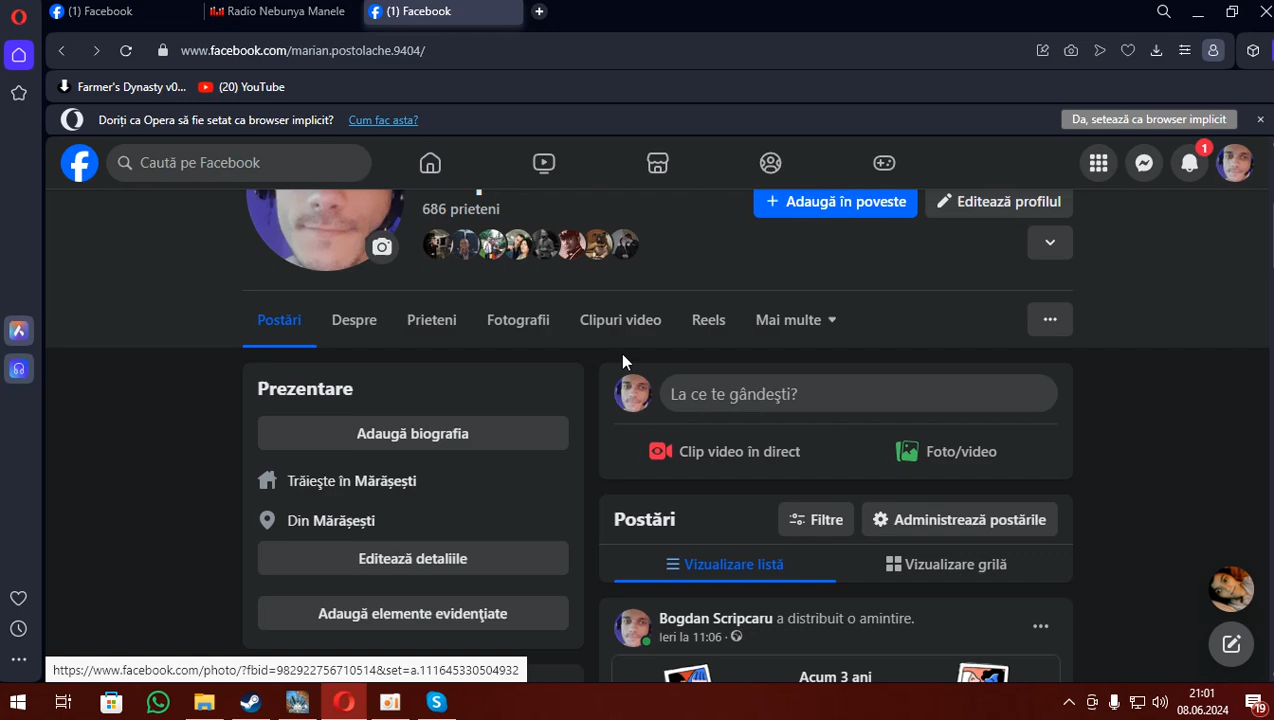 (1) Facebook
Radio Nebunya Manele
(1) Facebook
www.facebook.com/marian.postolache.9404/
Farmer's Dynasty v0...
(20) YouTube
Doriți ca Opera să fie setat ca browser implicit?
Cum fac asta?
Da, setează ca browser implicit
Caută pe Facebook
1
686 prieteni
+ Adaugă în poveste
Editează profilul
Postări
Despre
Prieteni
Fotografii
Clipuri video
Reels
Mai multe
Prezentare
Adaugă biografia
Trăiește în Mărășești
Din Mărășești
Editează detaliile
Adaugă elemente evidenţiate
La ce te gândeşti?
Clip video în direct
Foto/video
Postări
Filtre
Administrează postările
Vizualizare listă
Vizualizare grilă
Bogdan Scripcaru a distribuit o amintire.
Ieri la 11:06 ·
Acum 3 ani
https://www.facebook.com/photo/?fbid=982922756710514&set=a.111645330504932
21:01
08.06.2024
19